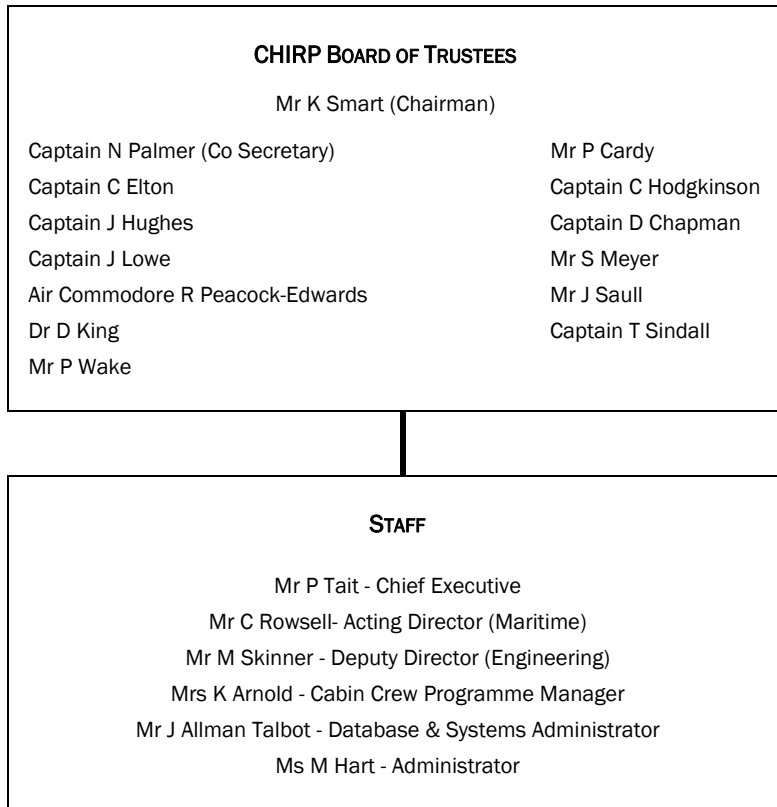 CHIRP BOARD OF TRUSTEES
Mr K Smart (Chairman)
Captain N Palmer (Co Secretary)
Captain C Elton
Captain J Hughes
Captain J Lowe
Air Commodore R Peacock-Edwards
Dr D King
Mr P Wake
Mr P Cardy
Captain C Hodgkinson
Captain D Chapman
Mr S Meyer
Mr J Saull
Captain T Sindall
STAFF
Mr P Tait - Chief Executive
Mr C Rowsell- Acting Director (Maritime)
Mr M Skinner - Deputy Director (Engineering)
Mrs K Arnold - Cabin Crew Programme Manager
Mr J Allman Talbot - Database & Systems Administrator
Ms M Hart - Administrator